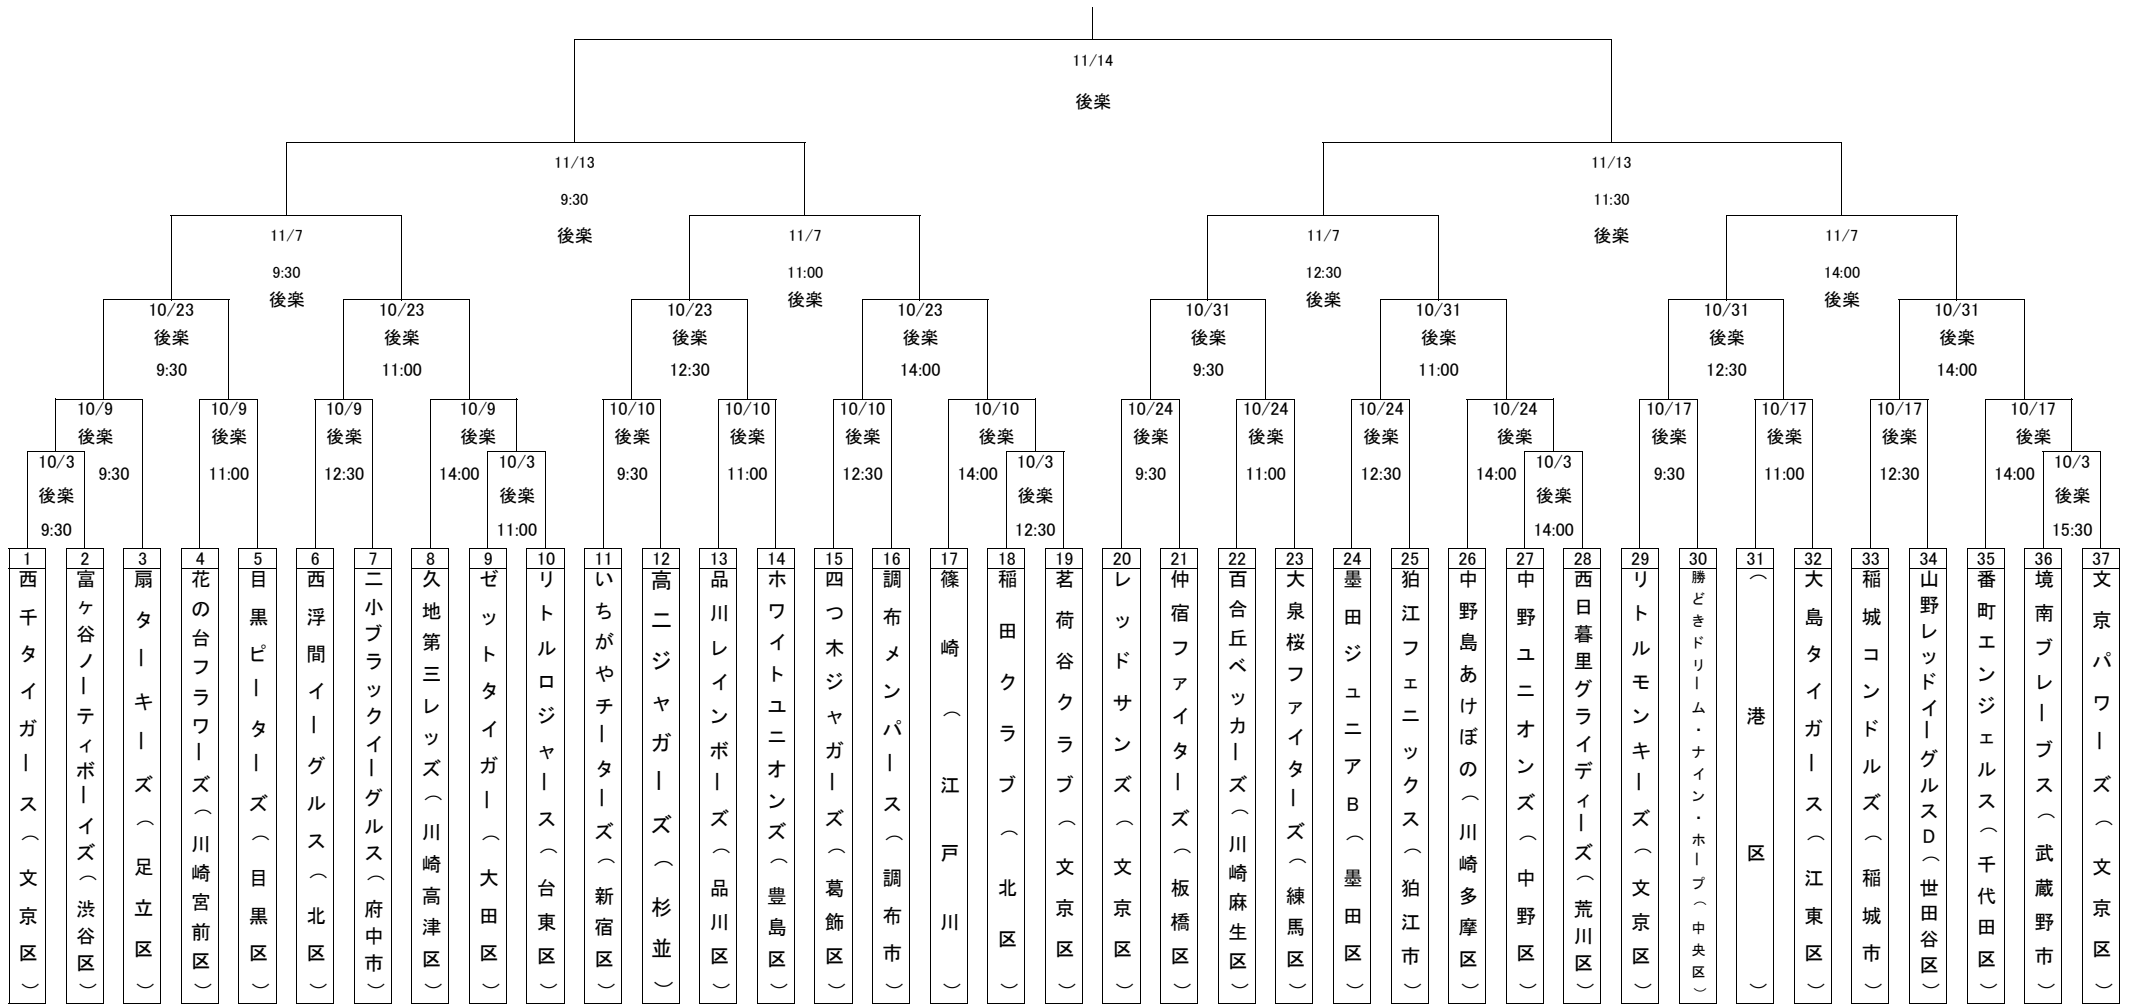 11/14
後楽
11/13
9:30
後楽
11/13
11:30
後楽
11/7
9:30
後楽
11/7
11:00
後楽
11/7
12:30
後楽
11/7
14:00
後楽
10/23
後楽
9:30
10/23
後楽
11:00
10/23
後楽
12:30
10/23
後楽
14:00
10/31
後楽
9:30
10/31
後楽
11:00
10/31
後楽
12:30
10/31
後楽
14:00
10/9
後楽
9:30
10/9
後楽
11:00
10/9
後楽
12:30
10/9
後楽
14:00
10/10
後楽
9:30
10/10
後楽
11:00
10/10
後楽
12:30
10/10
後楽
14:00
10/24
後楽
9:30
10/24
後楽
11:00
10/24
後楽
12:30
10/24
後楽
14:00
10/17
後楽
9:30
10/17
後楽
11:00
10/17
後楽
12:30
10/17
後楽
14:00
10/3
後楽
9:30
10/3
後楽
11:00
10/3
後楽
12:30
10/3
後楽
14:00
10/3
後楽
15:30
1
西千タイガース（文京区）
2
富ヶ谷ノーティボーイズ（渋谷区）
3
扇ターキーズ（足立区）
4
花の台フラワーズ（川崎宮前区）
5
目黒ピーターズ（目黒区）
6
西浮間イーグルス（北区）
7
二小ブラックイーグルス（府中市）
8
久地第三レッズ（川崎高津区）
9
ゼットタイガー（大田区）
10
リトルロジャース（台東区）
11
いちがやチーターズ（新宿区）
12
高二ジャガーズ（杉並）
13
品川レインボーズ（品川区）
14
ホワイトユニオンズ（豊島区）
15
四つ木ジャガーズ（葛飾区）
16
調布メンパース（調布市）
17
篠崎（江戸川）
18
稲田クラブ（北区）
19
茗荷谷クラブ（文京区）
20
レッドサンズ（文京区）
21
仲宿ファイターズ（板橋区）
22
百合丘ベッカーズ（川崎麻生区）
23
大泉桜ファイターズ（練馬区）
24
墨田ジュニアB（墨田区）
25
狛江フェニックス（狛江市）
26
中野島あけぼの（川崎多摩区）
27
中野ユニオンズ（中野区）
28
西日暮里グライディーズ（荒川区）
29
リトルモンキーズ（文京区）
30
勝どきドリーム・ナイン・ホープ（中央区）
31
（港区）
32
大島タイガース（江東区）
33
稲城コンドルズ（稲城市）
34
山野レッドイーグルスD（世田谷区）
35
番町エンジェルス（千代田区）
36
境南ブレーブス（武蔵野市）
37
文京パワーズ（文京区）